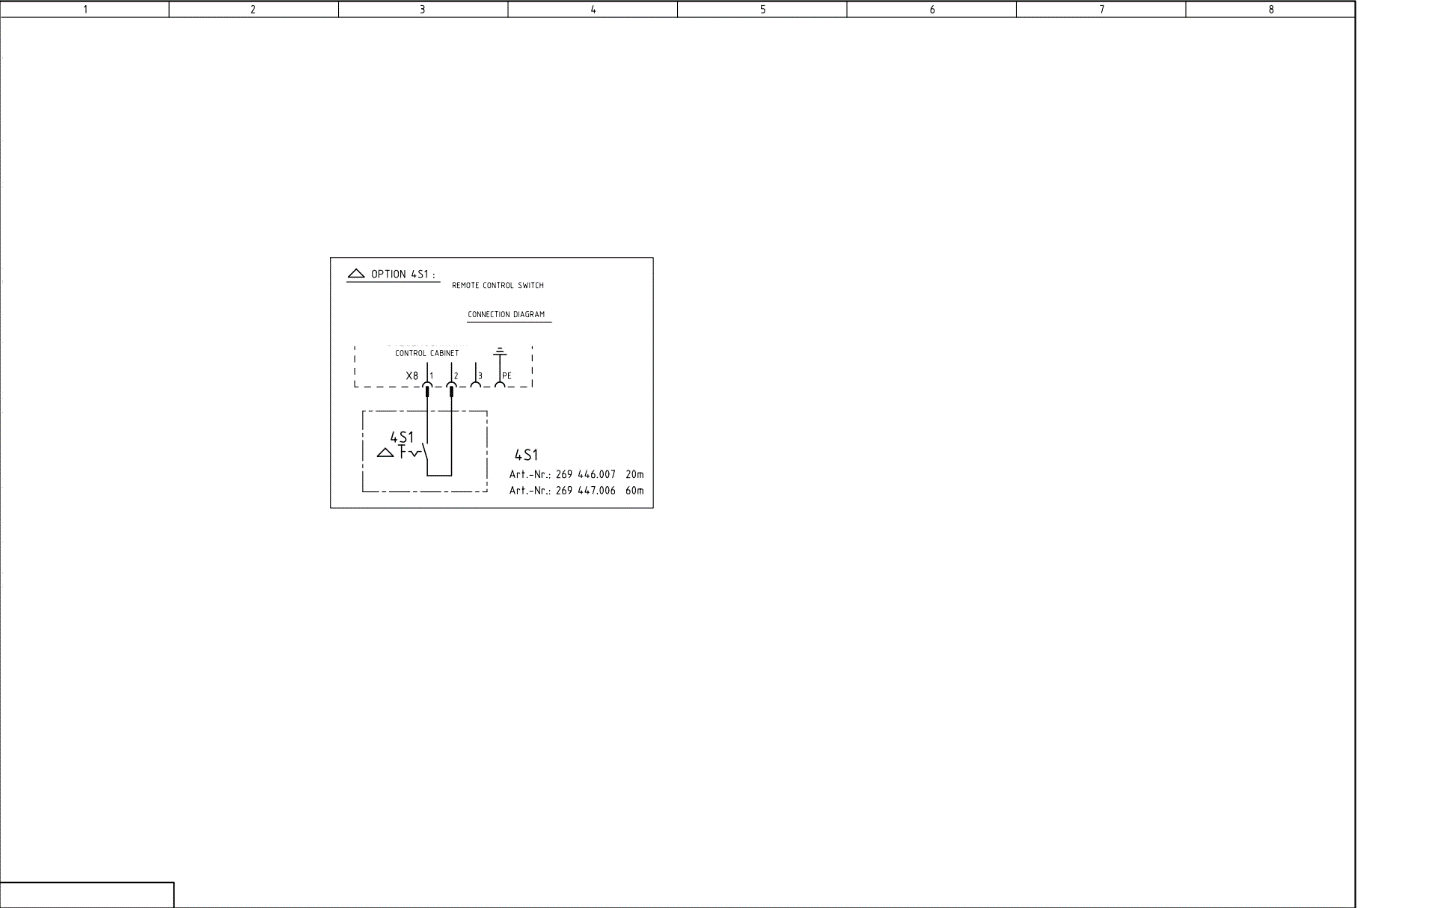 1 2 3 4 5 6 7 8
OPTION 4S1 :
REMOTE CONTROL SWITCH
CONNECTION DIAGRAM
CONTROL CABINET
X8 1 2 3 PE
4S1
4S1
Art.-Nr.: 269 446.007 20m
Art.-Nr.: 269 447.006 60m